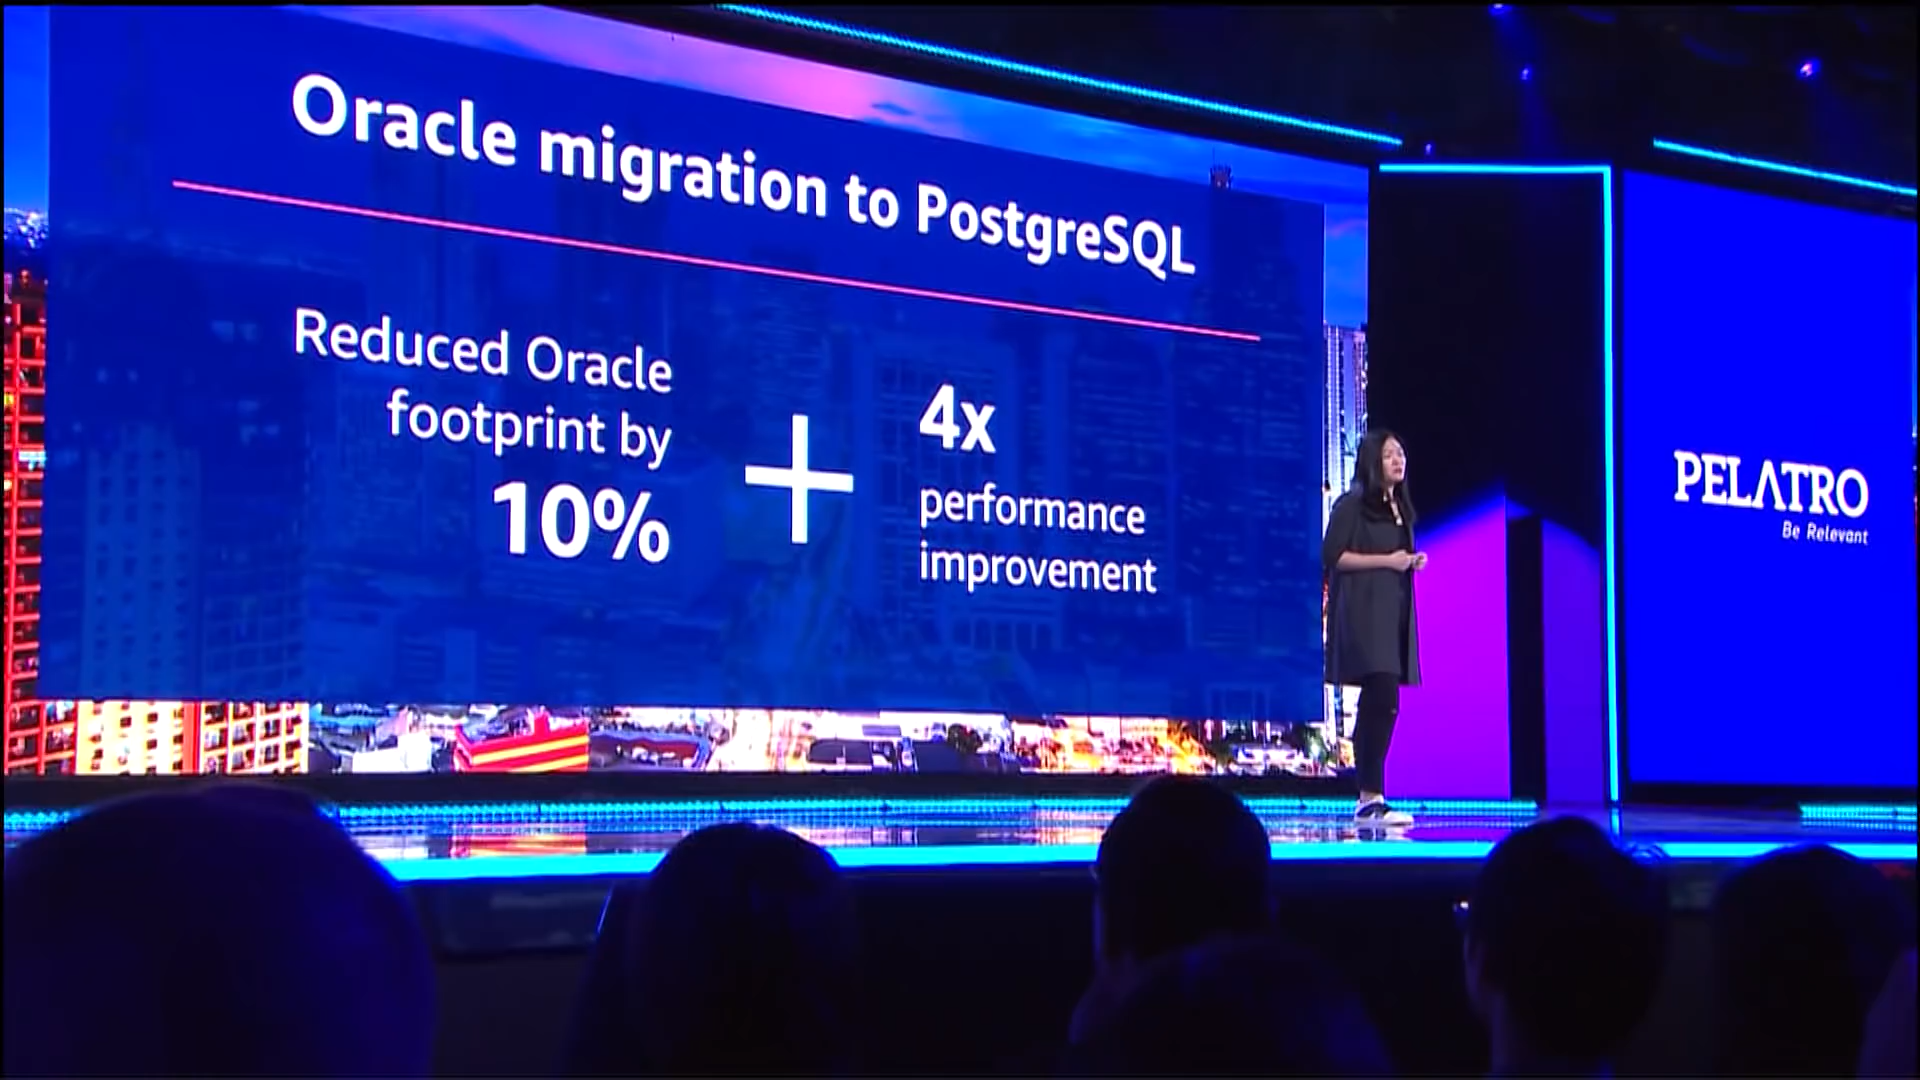 Oracle migration to PostgreSQL
Reduced Oracle
footprint by
10%
+
4x
performance
improvement
PELATRO
Be Relevant